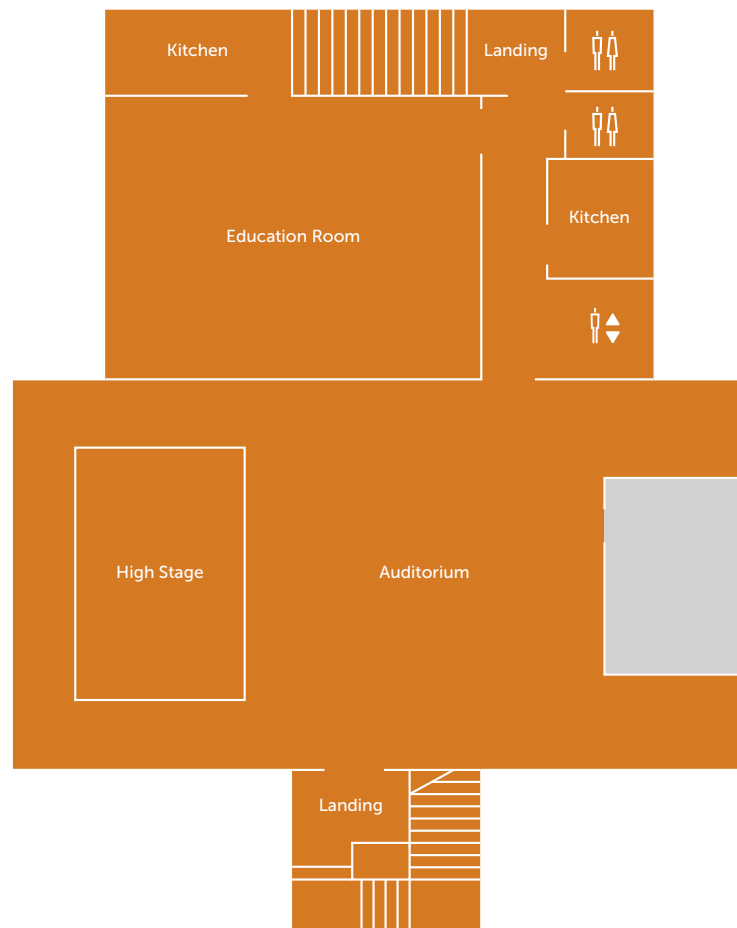 Kitchen
Landing
Kitchen
Education Room
High Stage
Auditorium
Landing